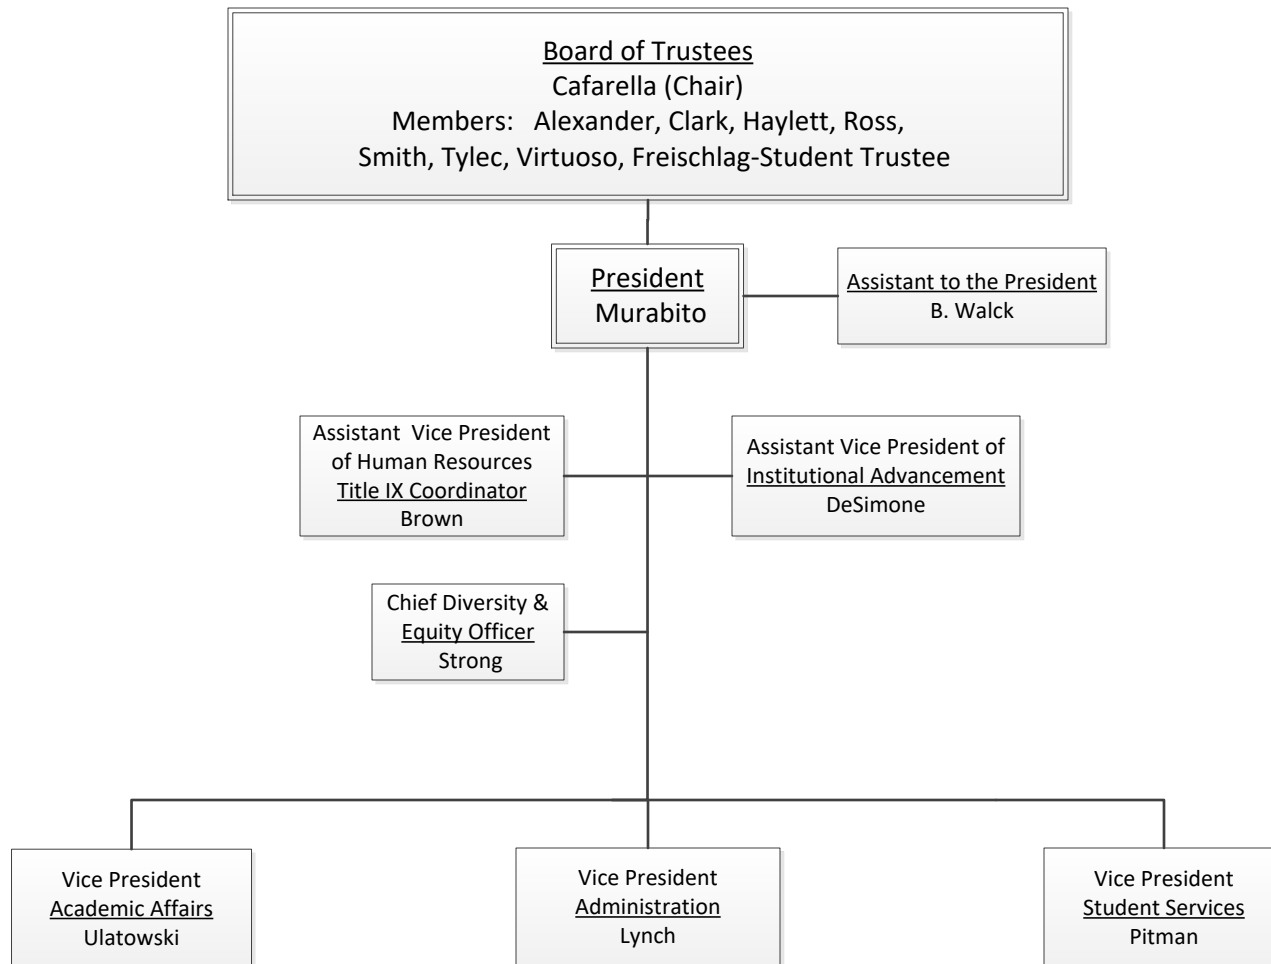 Board of Trustees
Cafarella (Chair)
Members: Alexander, Clark, Haylett, Ross,
Smith, Tylec, Virtuoso, Freischlag-Student Trustee
President
Murabito
Assistant to the President
B. Walck
Assistant Vice President
of Human Resources
Title IX Coordinator
Brown
Assistant Vice President of
Institutional Advancement
DeSimone
Chief Diversity &
Equity Officer
Strong
Vice President
Academic Affairs
Ulatowski
Vice President
Administration
Lynch
Vice President
Student Services
Pitman